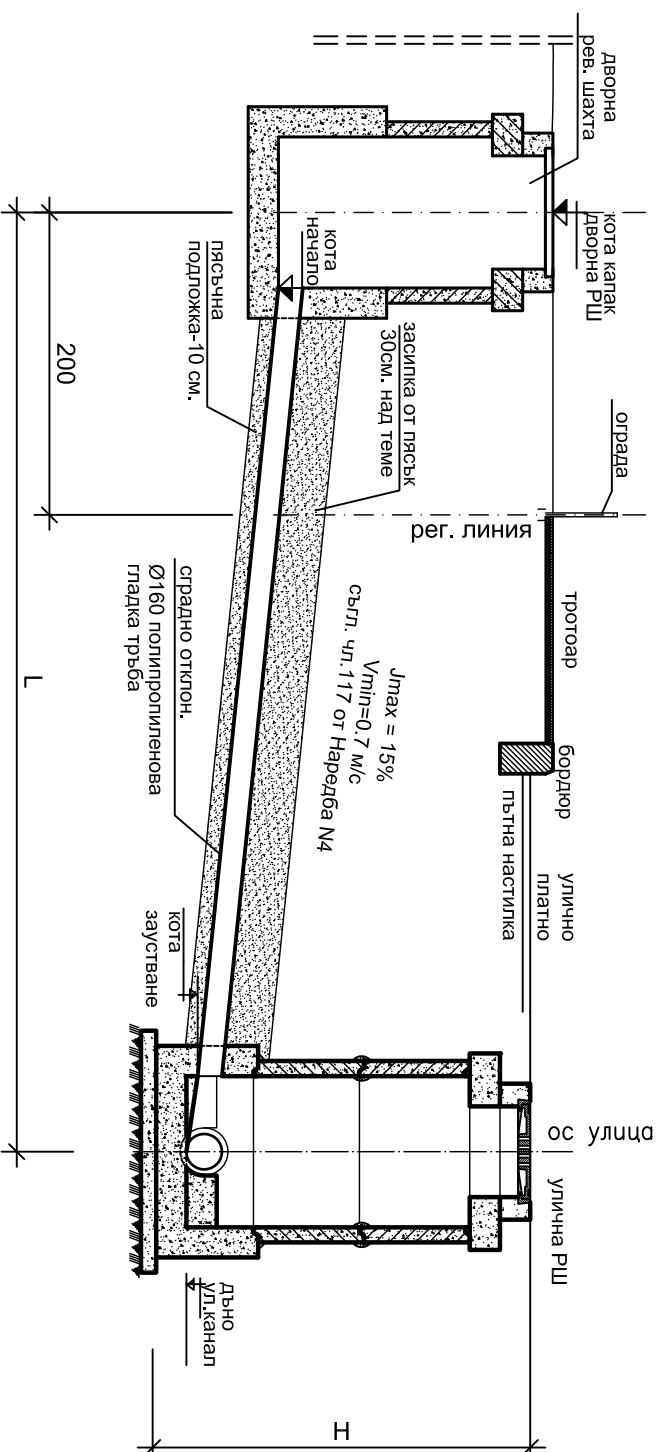 дворна
рев. шахта
кота капак
дворна РШ
ограда
тротоар
бордюр
улично
платно
пътна настилка
ос улица
улична РШ
кота
начало
засипка от пясък
30см. над теме
рег. линия
Jmax = 15%
Vmin=0.7 м/с
съгл. чл.117 от Наредба N4
пясъчна
подложка-10 см.
200
сградно отклон.
Ø160 полипропиленова
гладка тръба
кота
заустване
дъно
ул.канал
L
H